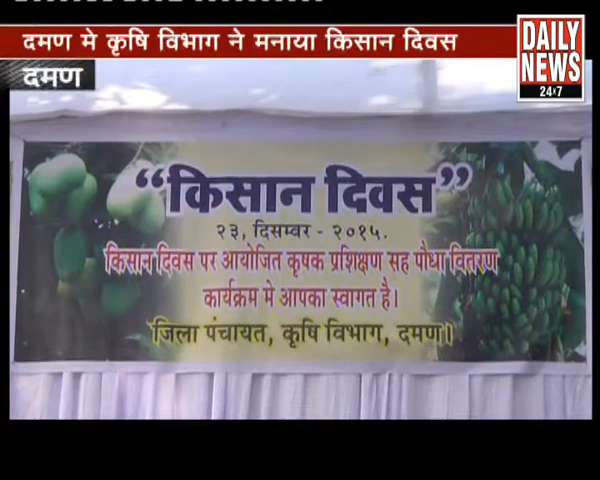 दमण मे कृषि विभाग ने मनाया किसान दिवस
DAILY
NEWS
24x7
दमण
"किसान दिवस"
२३, दिसम्बर - २०१५.
किसान दिवस पर आयोजित कृषक प्रशिक्षण सह पौधा वितरण
कार्यक्रम मे आपका स्वागत है।
जिला पंचायत, कृषि विभाग, दमण।